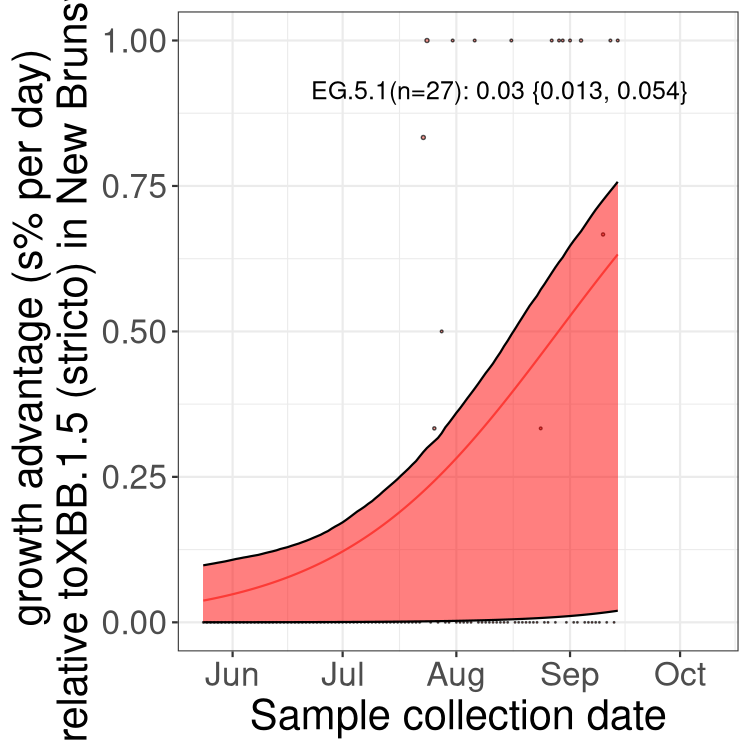 growth advantage (s% per day)
relative toXBB.1.5 (stricto) in New
1.00
0.75
0.50
0.25
0.00
EG.5.1(n=27): 0.03 {0.013, 0.054}
Jun Jul Aug Sep Oct
Sample collection date